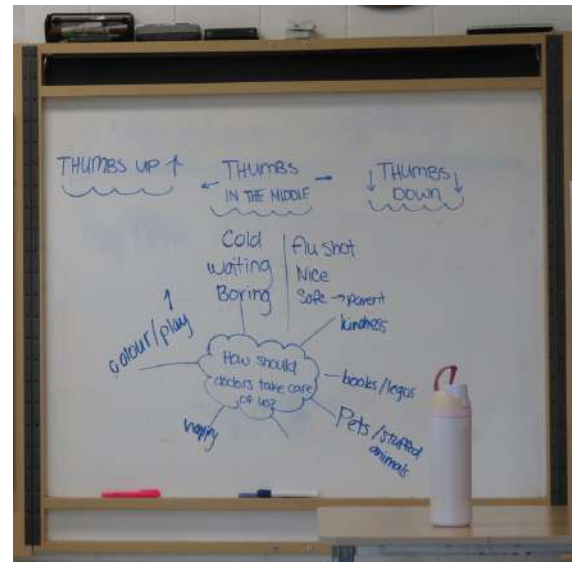 THUMBS UP ↑
← THUMBS →
IN THE MIDDLE
↓ THUMBS ↓
DOWN
Cold
waiting
Boring
Flu shot
Nice
Safe → parent
kindness
colour/play
How should
doctors take care
of us?
books/legos
Pets/stuffed
animals
happy